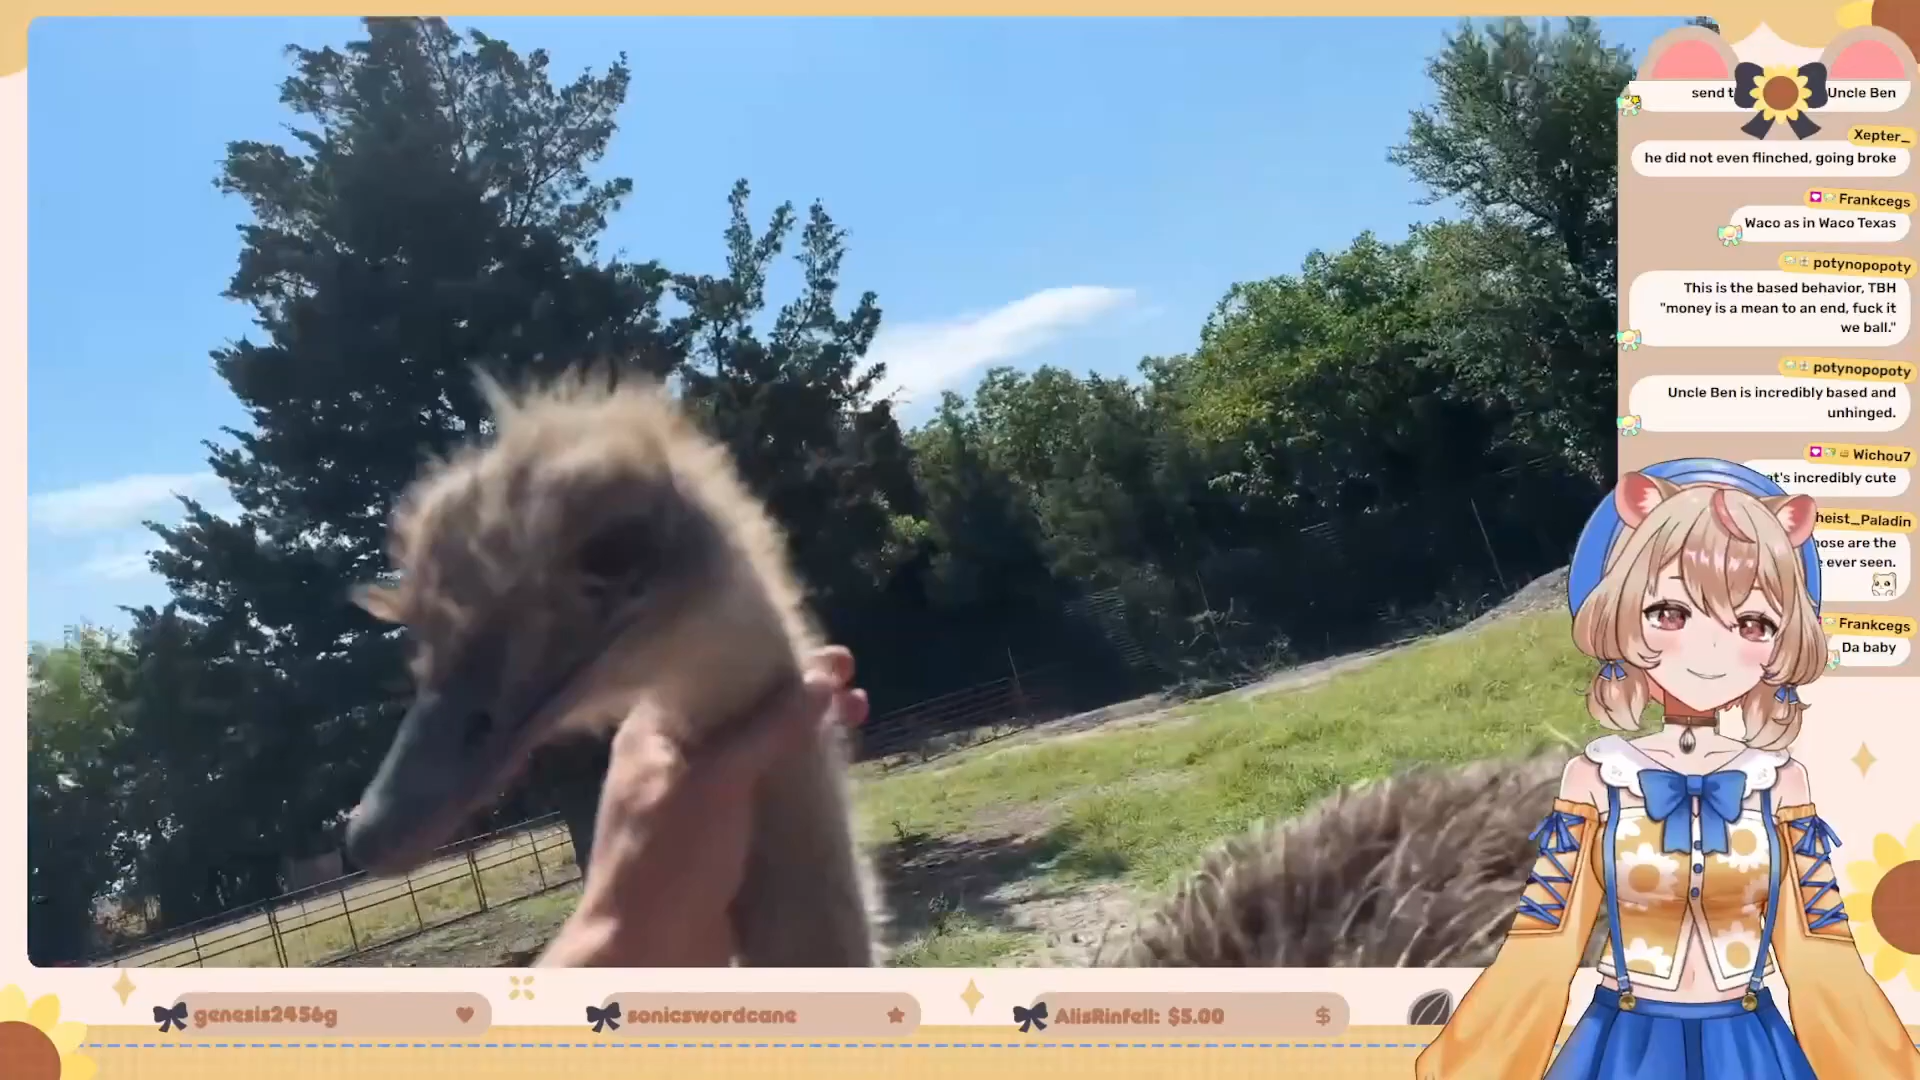 send t Uncle Ben
Xepter_
he did not even flinched, going broke
Frankcegs
Waco as in Waco Texas
potynopopoty
This is the based behavior, TBH
"money is a mean to an end, fuck it
we ball."
potynopopoty
Uncle Ben is incredibly based and
unhinged.
Wichou7
at's incredibly cute
heist_Paladin
hose are the
ever seen.
Frankcegs
Da baby
genesis2456g
sonicswordcane
AlisRinfell: $5.00 $